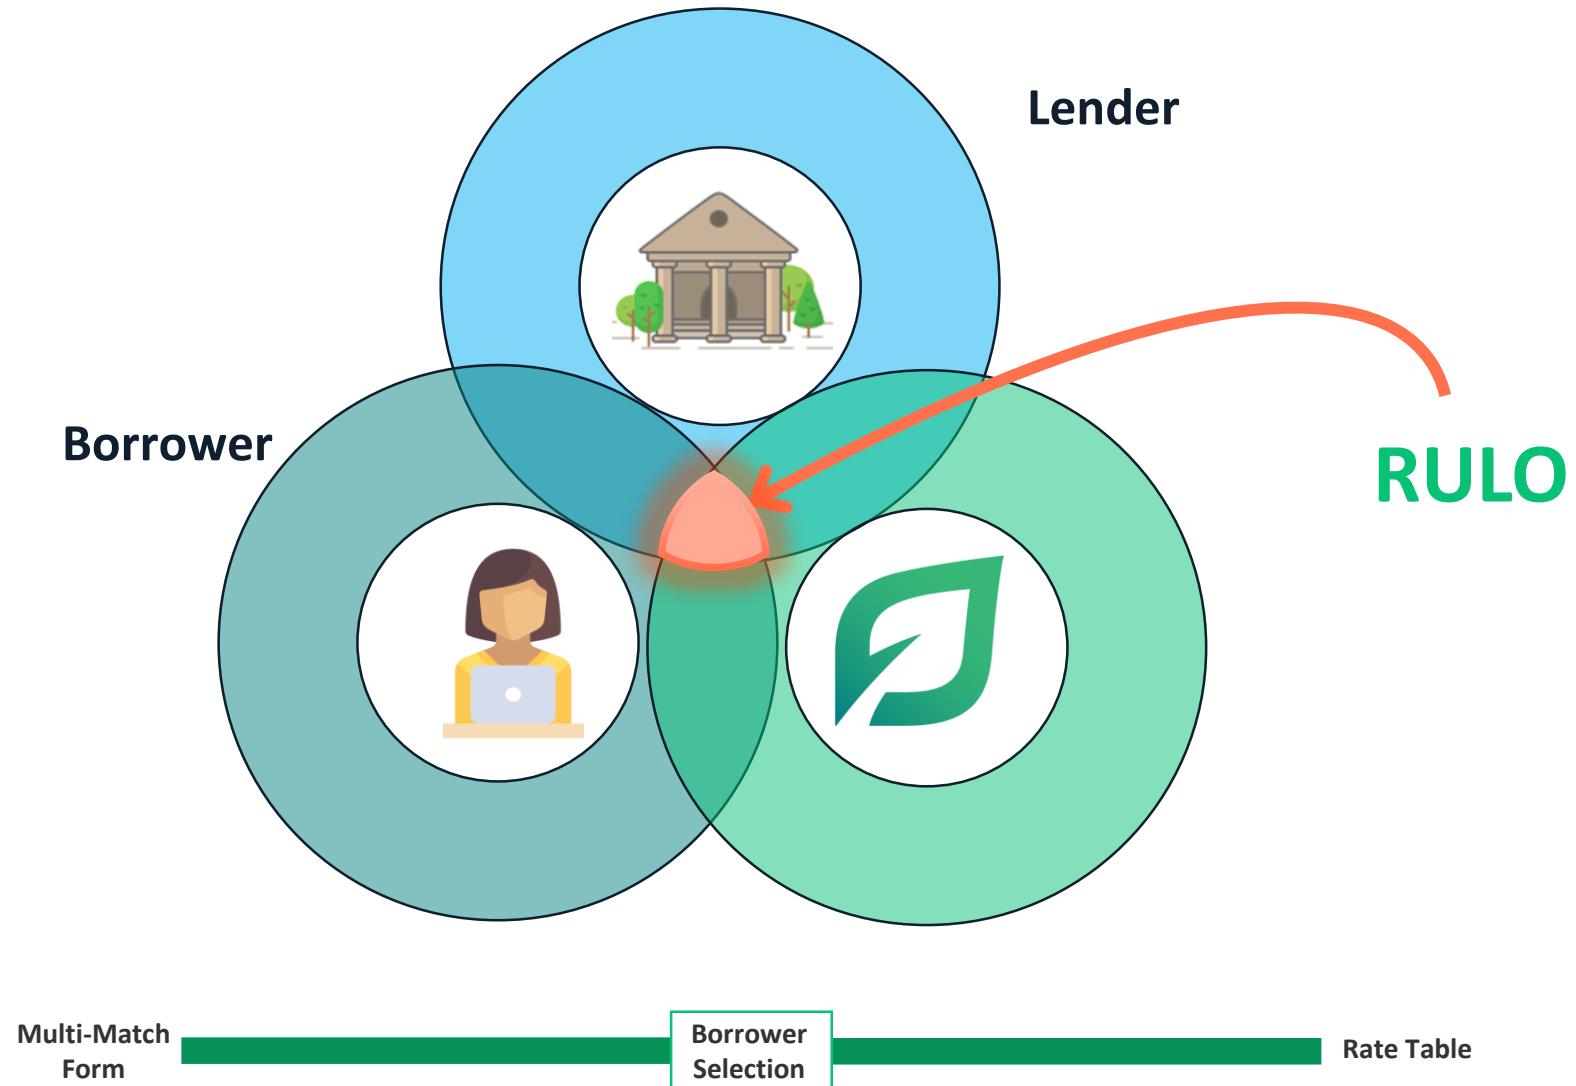 Lender
Borrower
RULO
Multi-Match
Form
Borrower
Selection
Rate Table